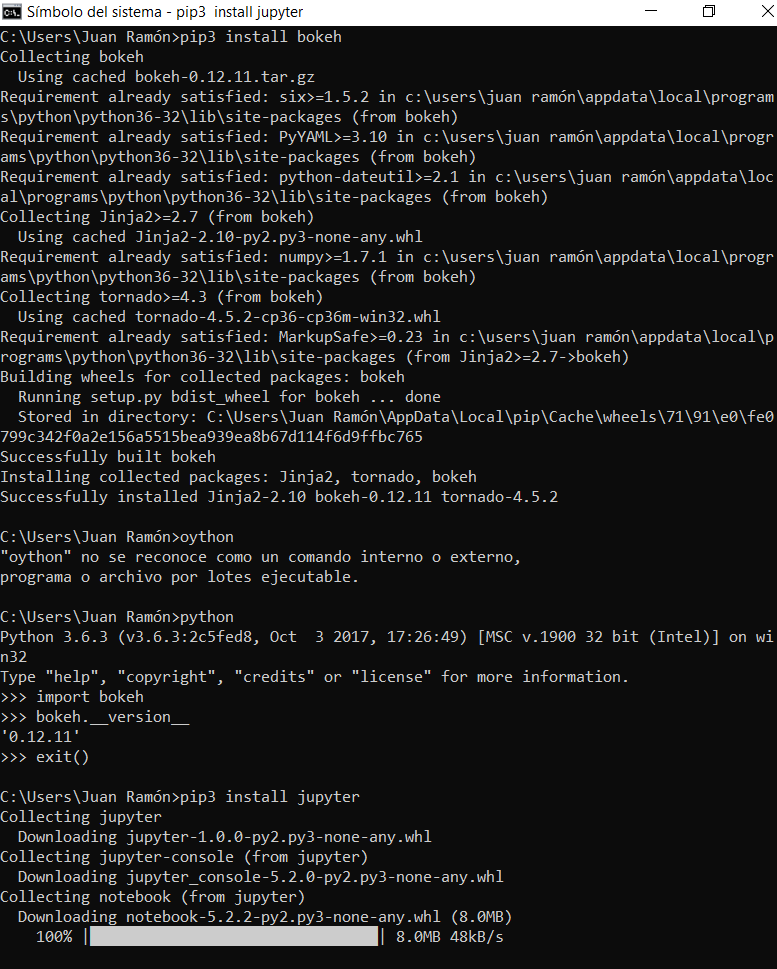 Símbolo del sistema - pip3 install jupyter
C:\Users\Juan Ramón>pip3 install bokeh
Collecting bokeh
  Using cached bokeh-0.12.11.tar.gz
Requirement already satisfied: six>=1.5.2 in c:\users\juan ramón\appdata\local\program
s\python\python36-32\lib\site-packages (from bokeh)
Requirement already satisfied: PyYAML>=3.10 in c:\users\juan ramón\appdata\local\progr
ams\python\python36-32\lib\site-packages (from bokeh)
Requirement already satisfied: python-dateutil>=2.1 in c:\users\juan ramón\appdata\loc
al\programs\python\python36-32\lib\site-packages (from bokeh)
Collecting Jinja2>=2.7 (from bokeh)
  Using cached Jinja2-2.10-py2.py3-none-any.whl
Requirement already satisfied: numpy>=1.7.1 in c:\users\juan ramón\appdata\local\progr
ams\python\python36-32\lib\site-packages (from bokeh)
Collecting tornado>=4.3 (from bokeh)
  Using cached tornado-4.5.2-cp36-cp36m-win32.whl
Requirement already satisfied: MarkupSafe>=0.23 in c:\users\juan ramón\appdata\local\p
rograms\python\python36-32\lib\site-packages (from Jinja2>=2.7->bokeh)
Building wheels for collected packages: bokeh
  Running setup.py bdist_wheel for bokeh ... done
  Stored in directory: C:\Users\Juan Ramón\AppData\Local\pip\Cache\wheels\71\91\e0\fe0
799c342f0a2e156a5515bea939ea8b67d114f6d9ffbc765
Successfully built bokeh
Installing collected packages: Jinja2, tornado, bokeh
Successfully installed Jinja2-2.10 bokeh-0.12.11 tornado-4.5.2
C:\Users\Juan Ramón>oython
"oython" no se reconoce como un comando interno o externo,
programa o archivo por lotes ejecutable.
C:\Users\Juan Ramón>python
Python 3.6.3 (v3.6.3:2c5fed8, Oct  3 2017, 17:26:49) [MSC v.1900 32 bit (Intel)] on wi
n32
Type "help", "copyright", "credits" or "license" for more information.
>>> import bokeh
>>> bokeh.__version__
'0.12.11'
>>> exit()
C:\Users\Juan Ramón>pip3 install jupyter
Collecting jupyter
  Downloading jupyter-1.0.0-py2.py3-none-any.whl
Collecting jupyter-console (from jupyter)
  Downloading jupyter_console-5.2.0-py2.py3-none-any.whl
Collecting notebook (from jupyter)
  Downloading notebook-5.2.2-py2.py3-none-any.whl (8.0MB)
    100% |████████████████████████████████| 8.0MB 48kB/s